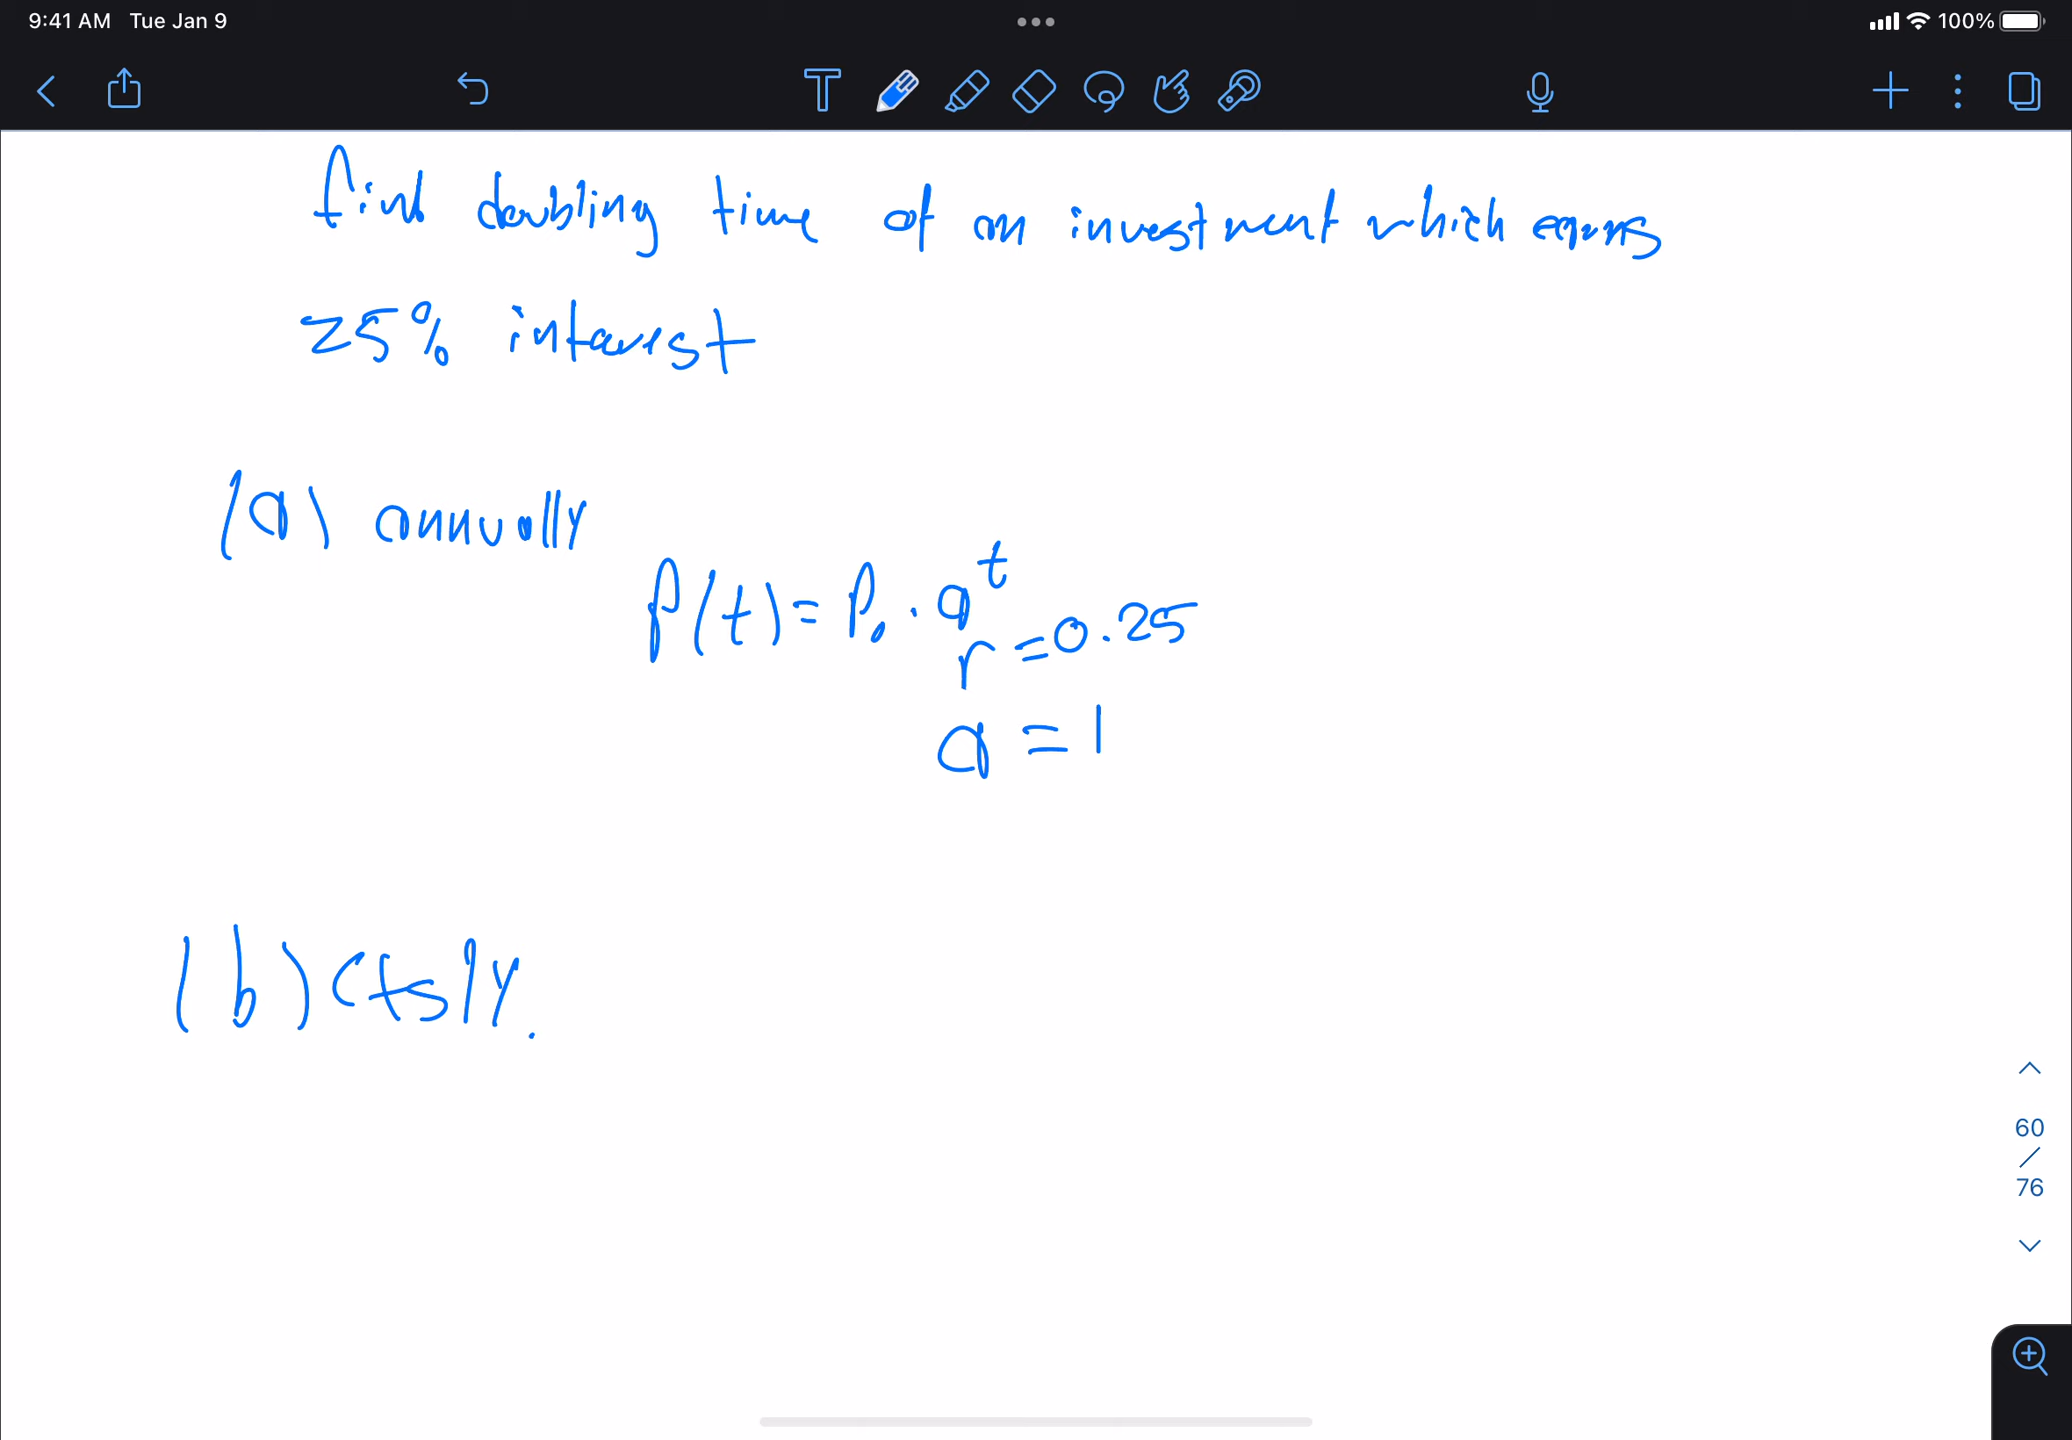 9:41 AM Tue Jan 9
100%
find doubling time of an investment which equns
25% interest
(a) annually
P(t) = P₀ · a^t
r = 0.25
a = 1
(b) ctsly.
60
/
76